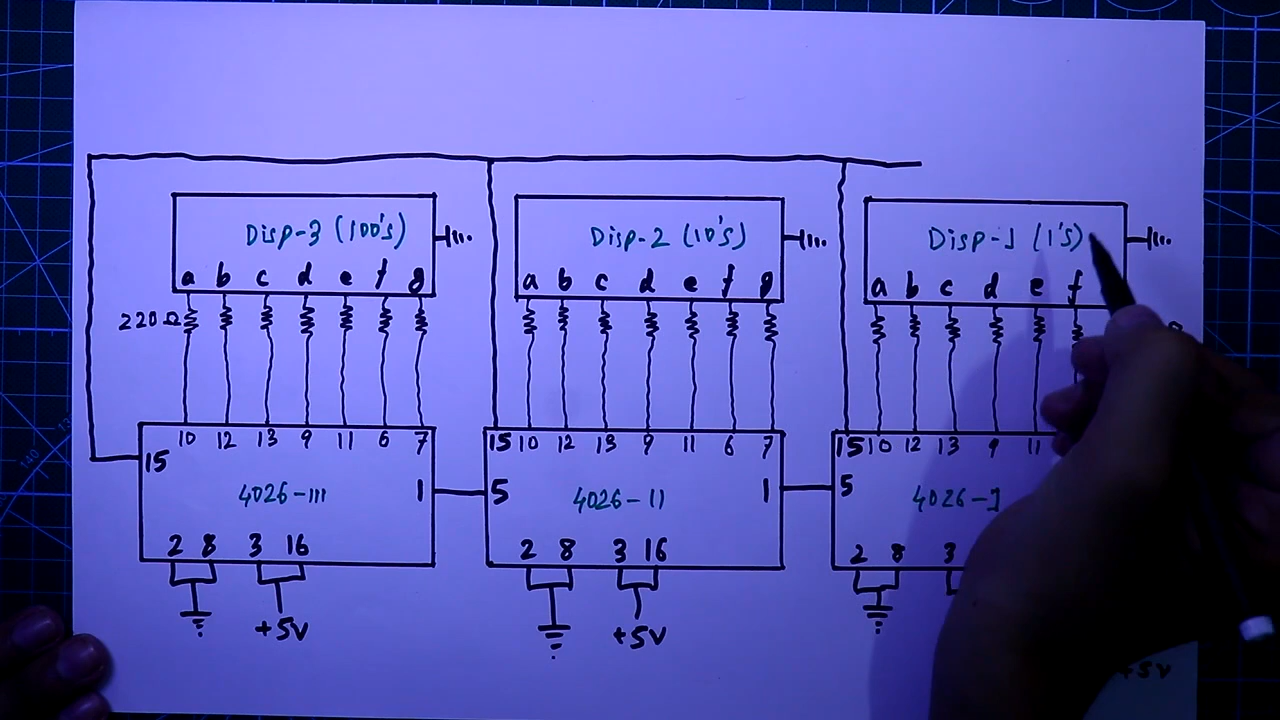 Disp-3 (100's) Disp-2 (10's) Disp-1 (1's)
a b c d e f g a b c d e f g a b c d e f
220Ω
10 12 13 9 11 6 7 15 10 12 13 9 11 6 7 15 10 12 13 9 11
15 1 5 1 5
4026-III 4026-II 4026-I
2 8 3 16 2 8 3 16 2 8 3
+5V +5V +5V